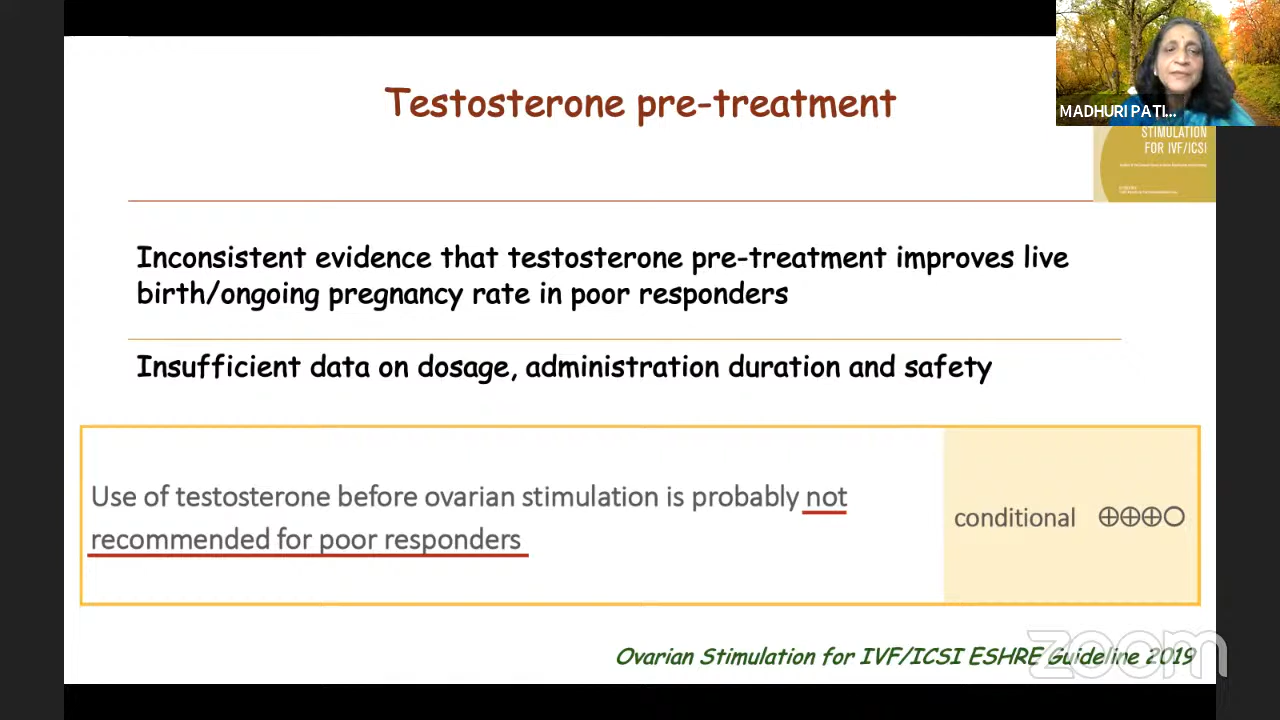 Testosterone pre-treatment
MADHURI PATI...
STIMULATION
FOR IVF/ICSI
Inconsistent evidence that testosterone pre-treatment improves live
birth/ongoing pregnancy rate in poor responders
Insufficient data on dosage, administration duration and safety
Use of testosterone before ovarian stimulation is probably not
recommended for poor responders
conditional ⊕⊕⊕○
Ovarian Stimulation for IVF/ICSI ESHRE Guideline 2019
zoom